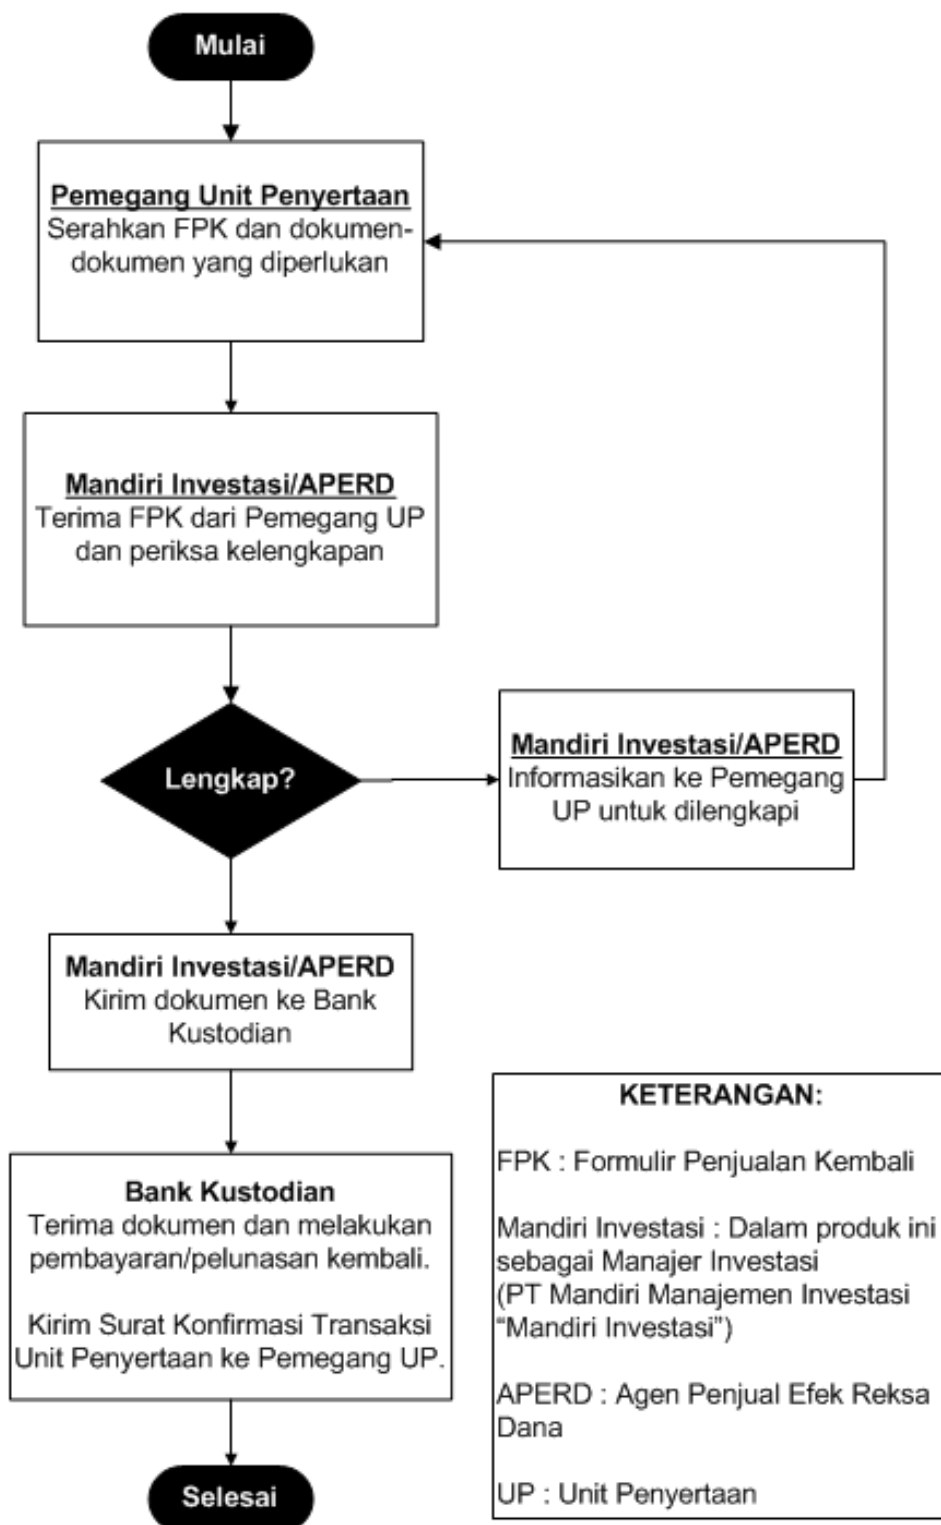 Mulai
Pemegang Unit Penyertaan
Serahkan FPK dan dokumen-
dokumen yang diperlukan
Mandiri Investasi/APERD
Terima FPK dari Pemegang UP
dan periksa kelengkapan
Lengkap?
Mandiri Investasi/APERD
Informasikan ke Pemegang
UP untuk dilengkapi
Mandiri Investasi/APERD
Kirim dokumen ke Bank
Kustodian
Bank Kustodian
Terima dokumen dan melakukan
pembayaran/pelunasan kembali.
Kirim Surat Konfirmasi Transaksi
Unit Penyertaan ke Pemegang UP.
Selesai
KETERANGAN:
FPK : Formulir Penjualan Kembali
Mandiri Investasi : Dalam produk ini
sebagai Manajer Investasi
(PT Mandiri Manajemen Investasi
“Mandiri Investasi”)
APERD : Agen Penjual Efek Reksa
Dana
UP : Unit Penyertaan